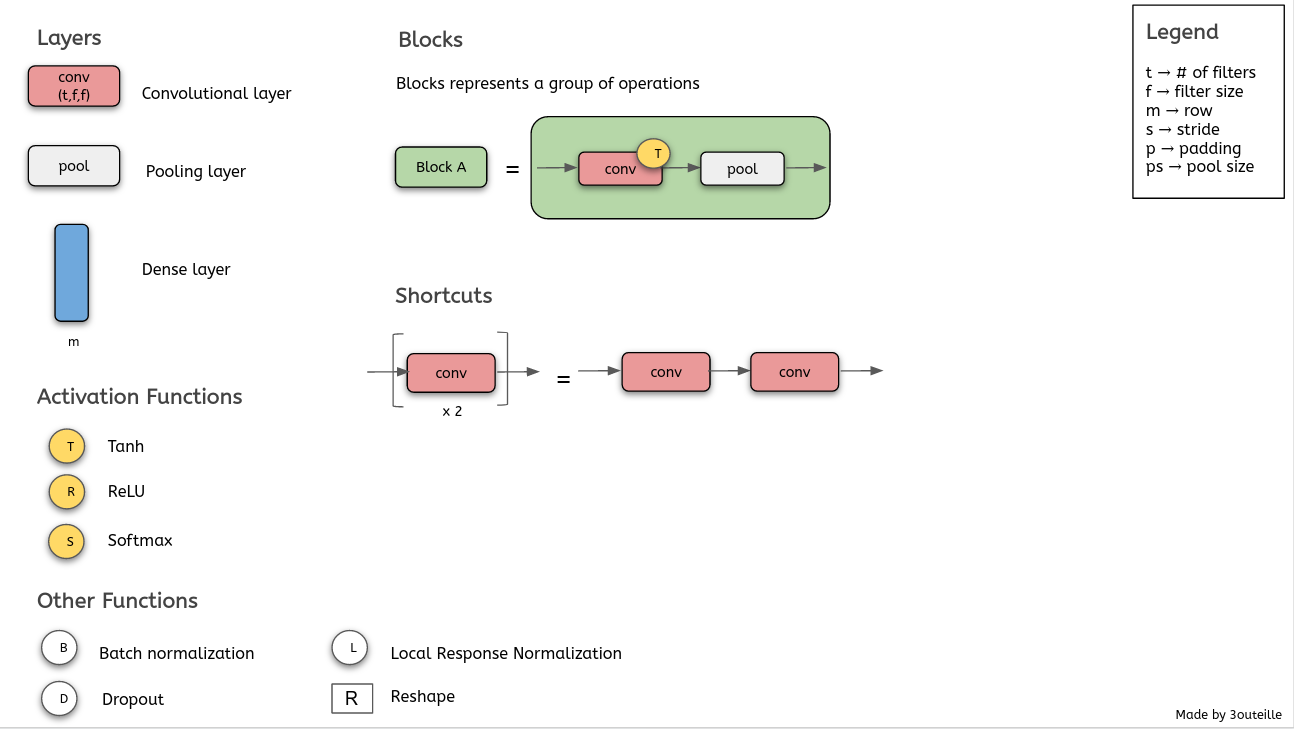 Layers
conv
(t,f,f)
Convolutional layer
pool
Pooling layer
Dense layer
m
Activation Functions
T Tanh
R ReLU
S Softmax
Other Functions
B Batch normalization
L Local Response Normalization
D Dropout
R Reshape
Blocks
Blocks represents a group of operations
Block A = conv T pool
Shortcuts
conv = conv conv
x 2
Legend
t → # of filters
f → filter size
m → row
s → stride
p → padding
ps → pool size
Made by 3outeille